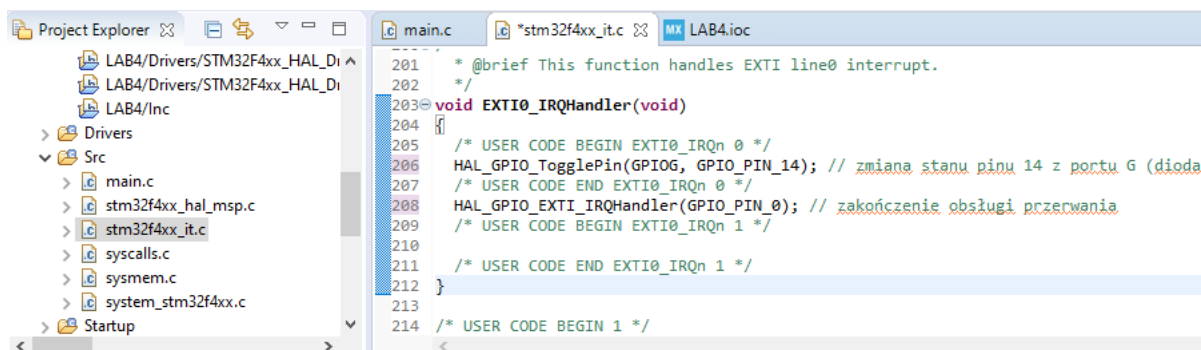 Project Explorer
LAB4/Drivers/STM32F4xx_HAL_Dr
LAB4/Drivers/STM32F4xx_HAL_Dr
LAB4/Inc
Drivers
Src
main.c
stm32f4xx_hal_msp.c
stm32f4xx_it.c
syscalls.c
sysmem.c
system_stm32f4xx.c
Startup
main.c *stm32f4xx_it.c MX LAB4.ioc
201 * @brief This function handles EXTI line0 interrupt.
202 */
203 void EXTI0_IRQHandler(void)
204 {
205 /* USER CODE BEGIN EXTI0_IRQn 0 */
206 HAL_GPIO_TogglePin(GPIOG, GPIO_PIN_14); // zmiana stanu pinu 14 z portu G (dioda
207 /* USER CODE END EXTI0_IRQn 0 */
208 HAL_GPIO_EXTI_IRQHandler(GPIO_PIN_0); // zakończenie obsługi przerwania
209 /* USER CODE BEGIN EXTI0_IRQn 1 */
210
211 /* USER CODE END EXTI0_IRQn 1 */
212 }
213
214 /* USER CODE BEGIN 1 */